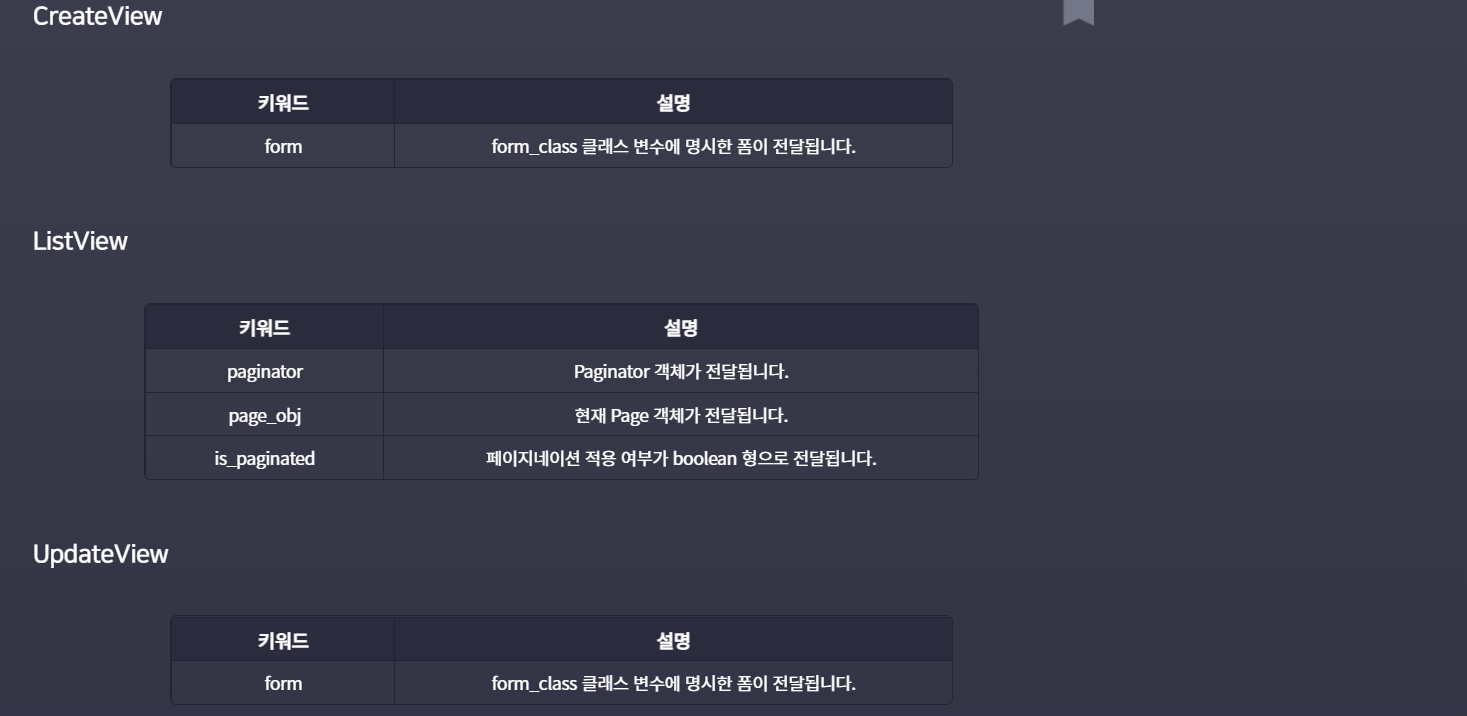 CreateView
키워드 설명
form form_class 클래스 변수에 명시한 폼이 전달됩니다.
ListView
키워드 설명
paginator Paginator 객체가 전달됩니다.
page_obj 현재 Page 객체가 전달됩니다.
is_paginated 페이지네이션 적용 여부가 boolean 형으로 전달됩니다.
UpdateView
키워드 설명
form form_class 클래스 변수에 명시한 폼이 전달됩니다.